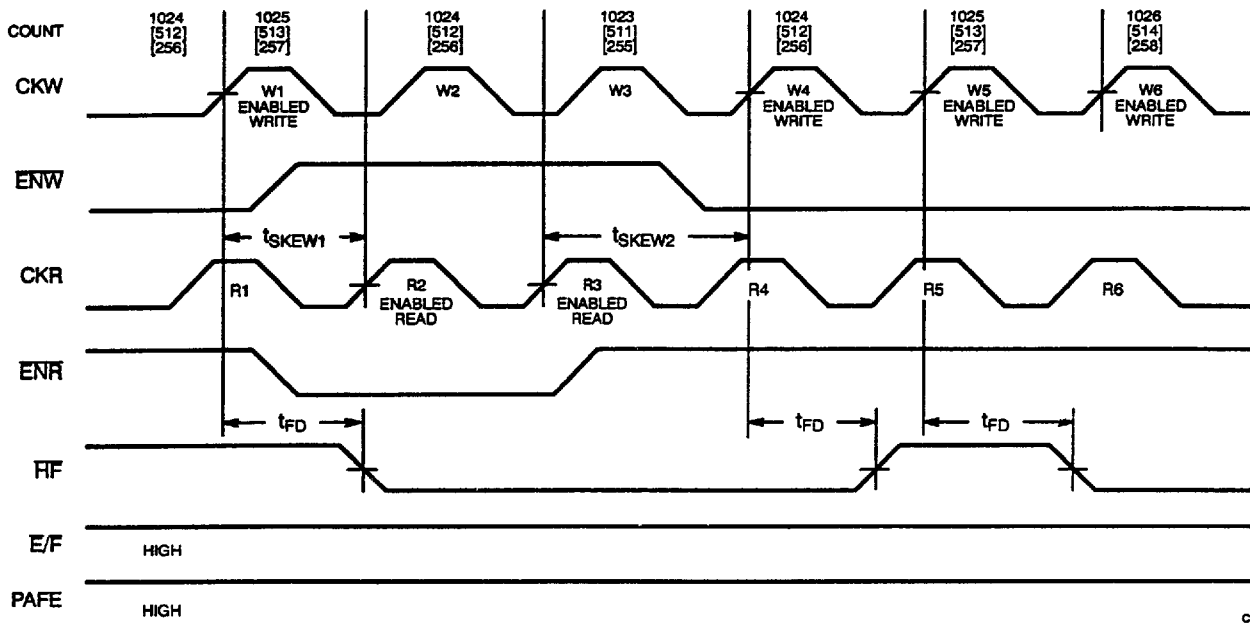 COUNT
1024
[512]
[256]
1025
[513]
[257]
1024
[512]
[256]
1023
[511]
[255]
1024
[512]
[256]
1025
[513]
[257]
1026
[514]
[258]
CKW
W1
ENABLED
WRITE
W2
W3
W4
ENABLED
WRITE
W5
ENABLED
WRITE
W6
ENABLED
WRITE
ENW
tSKEW1
tSKEW2
CKR
R1
R2
ENABLED
READ
R3
ENABLED
READ
R4
R5
R6
ENR
tFD
tFD
tFD
HF
E/F
HIGH
PAFE
HIGH